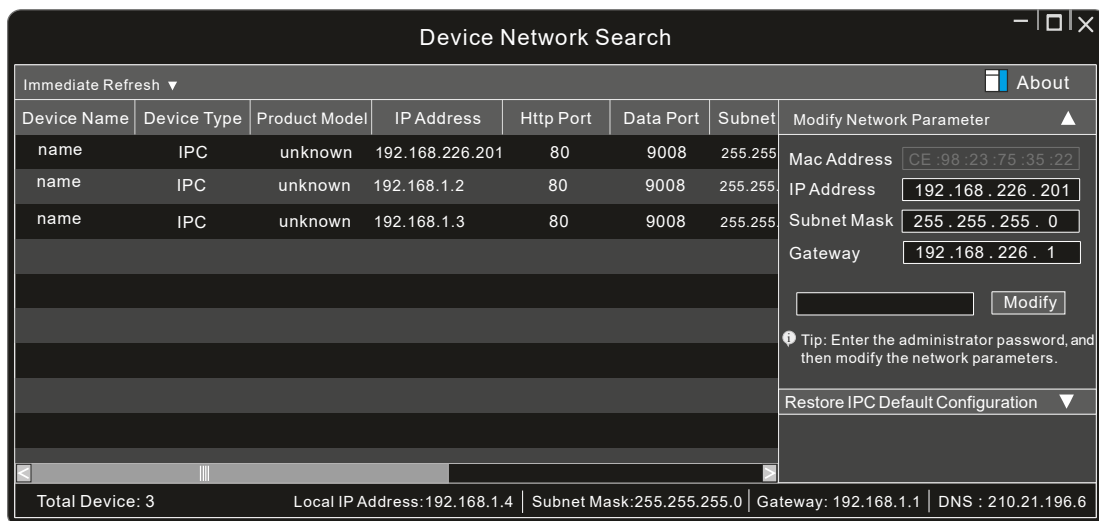 Device Network Search
Immediate Refresh ▼
About
Device Name Device Type Product Model IP Address Http Port Data Port Subnet
name IPC unknown 192.168.226.201 80 9008 255.255
name IPC unknown 192.168.1.2 80 9008 255.255.
name IPC unknown 192.168.1.3 80 9008 255.255.
Modify Network Parameter ▲
Mac Address CE :98 :23 :75 :35 :22
IP Address 192 .168 . 226 . 201
Subnet Mask 255 . 255 . 255 . 0
Gateway 192 .168 . 226 . 1
Modify
Tip: Enter the administrator password, and
then modify the network parameters.
Restore IPC Default Configuration ▼
Total Device: 3 Local IP Address:192.168.1.4 Subnet Mask:255.255.255.0 Gateway: 192.168.1.1 DNS : 210.21.196.6